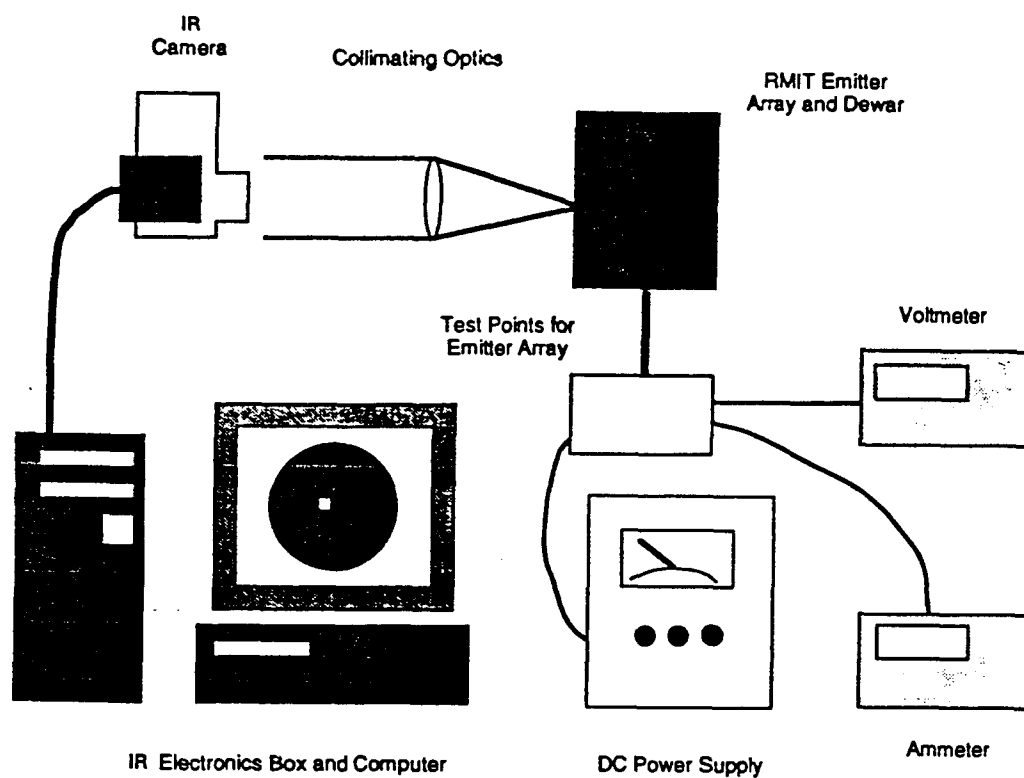 IR
Camera
Collimating Optics
RMIT Emitter
Array and Dewar
Test Points for
Emitter Array
Voltmeter
IR Electronics Box and Computer
DC Power Supply
Ammeter